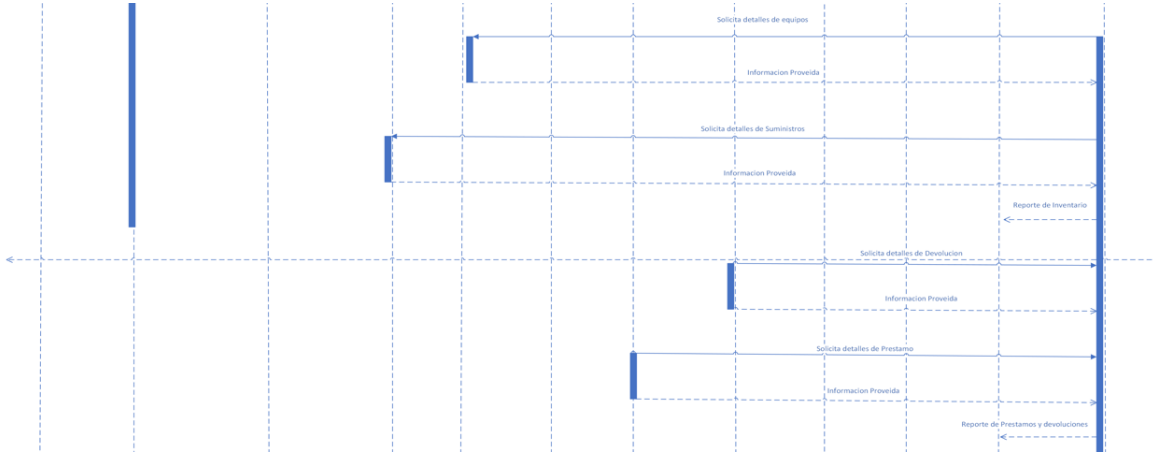 Solicita detalles de equipos
Informacion Proveida
Solicita detalles de Suministros
Informacion Proveida
Reporte de Inventario
Solicita detalles de Devolucion
Informacion Proveida
Solicita detalles de Prestamo
Informacion Proveida
Reporte de Prestamos y devoluciones